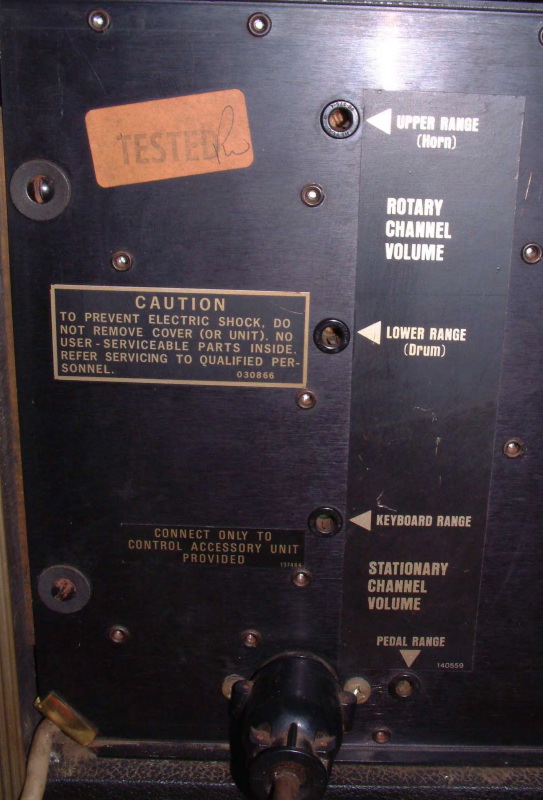 TESTED
UPPER RANGE
(Horn)
ROTARY
CHANNEL
VOLUME
CAUTION
TO PREVENT ELECTRIC SHOCK, DO
NOT REMOVE COVER (OR UNIT). NO
USER-SERVICEABLE PARTS INSIDE.
REFER SERVICING TO QUALIFIED PER-
SONNEL.
030866
LOWER RANGE
(Drum)
KEYBOARD RANGE
CONNECT ONLY TO
CONTROL ACCESSORY UNIT
PROVIDED
STATIONARY
CHANNEL
VOLUME
PEDAL RANGE
140559